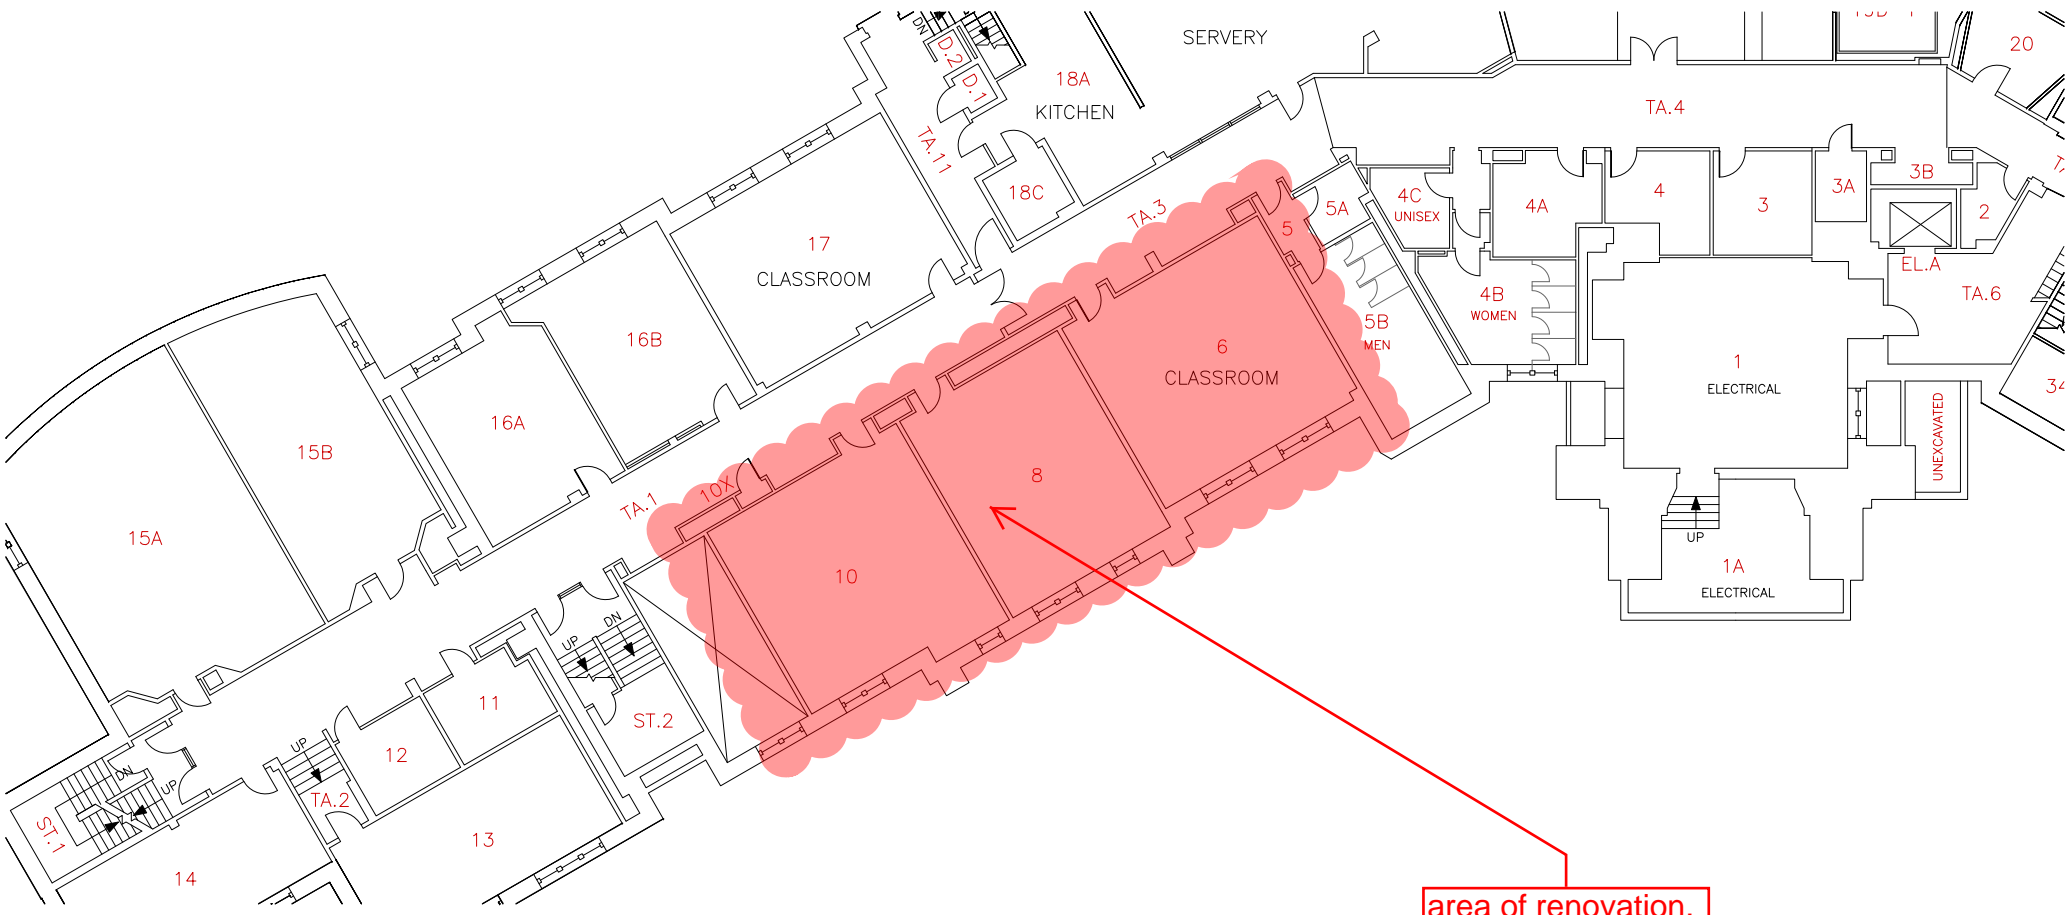 SERVERY
20
DN
D.2
D.1
18A
KITCHEN
TA.4
TA.11
18C
TA.3
5A
5
4C
UNISEX
4A
4
3
3A
3B
2
17
CLASSROOM
EL.A
TA.6
4B
WOMEN
16B
5B
MEN
6
CLASSROOM
1
ELECTRICAL
34
UNEXCAVATED
16A
15B
15A
TA.1
10X
8
10
UP
1A
ELECTRICAL
UP
DN
ST.2
11
12
UP
TA.2
DN
UP
ST.1
13
14
area of renovation.